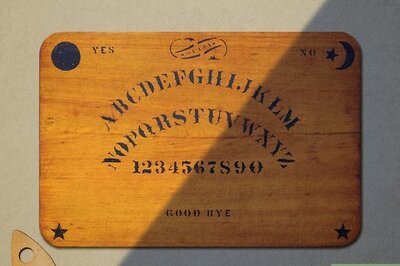 YES
NO
ABCDEFGHIJKLM
NOPQRSTUVWXYZ
1234567890
GOOD BYE